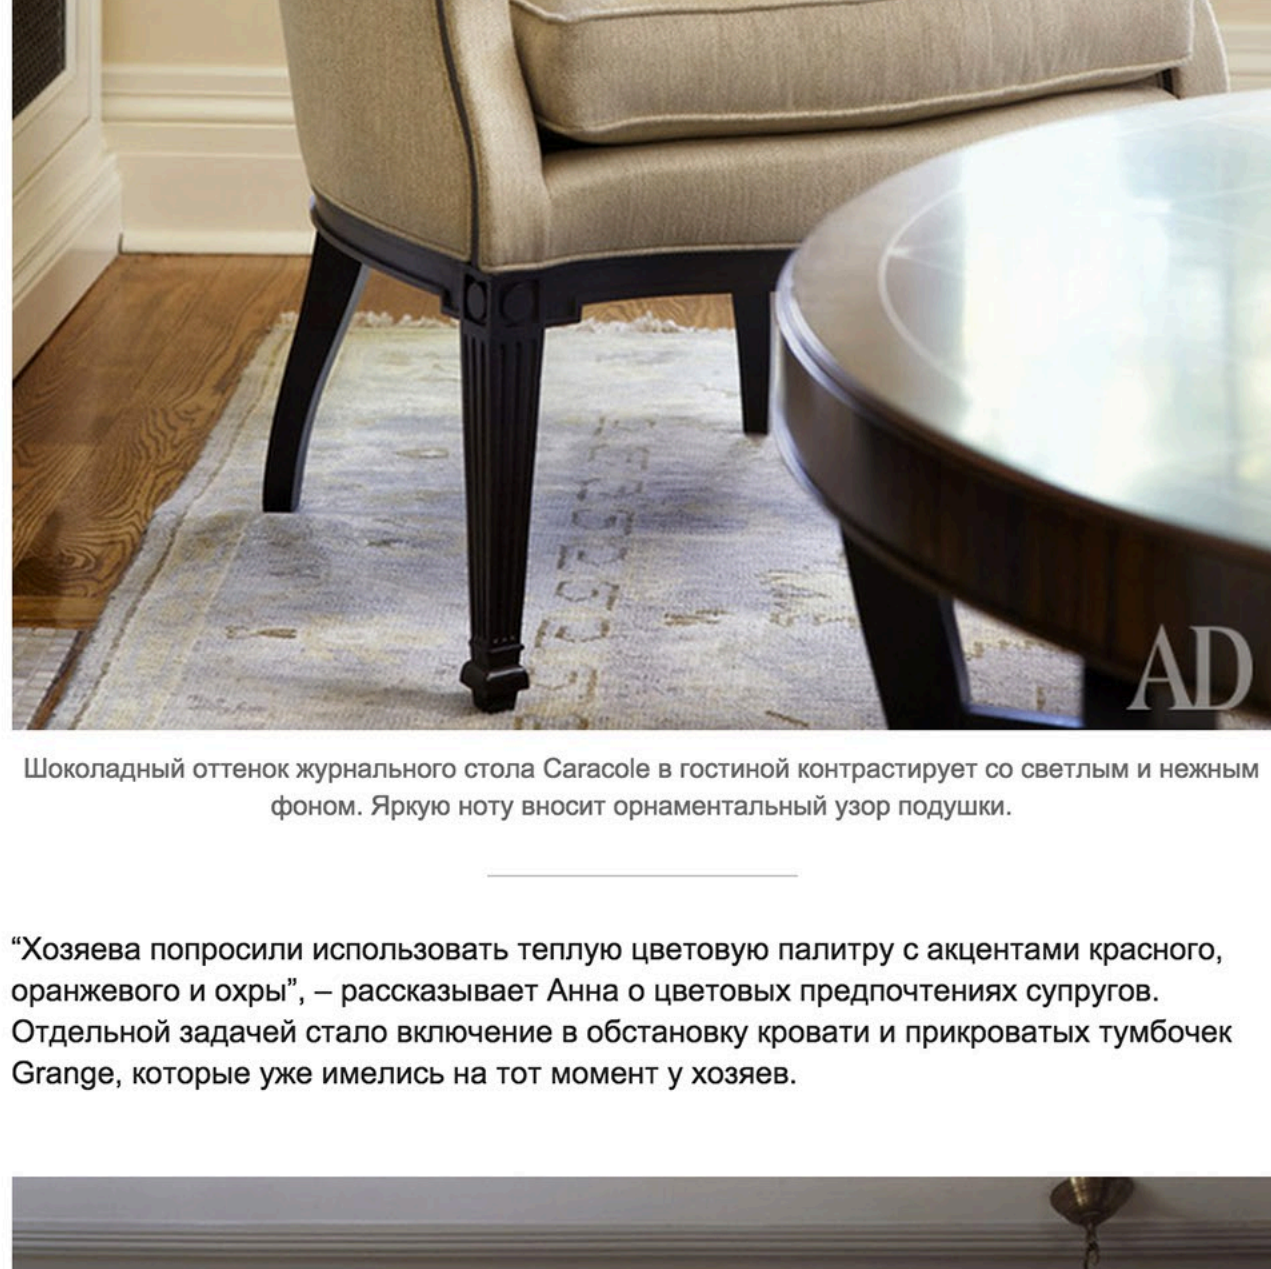 AD
Шоколадный оттенок журнального стола Caracole в гостиной контрастирует со светлым и нежным
фоном. Яркую ноту вносит орнаментальный узор подушки.
“Хозяева попросили использовать теплую цветовую палитру с акцентами красного,
оранжевого и охры”, – рассказывает Анна о цветовых предпочтениях супругов.
Отдельной задачей стало включение в обстановку кровати и прикроватых тумбочек
Grange, которые уже имелись на тот момент у хозяев.